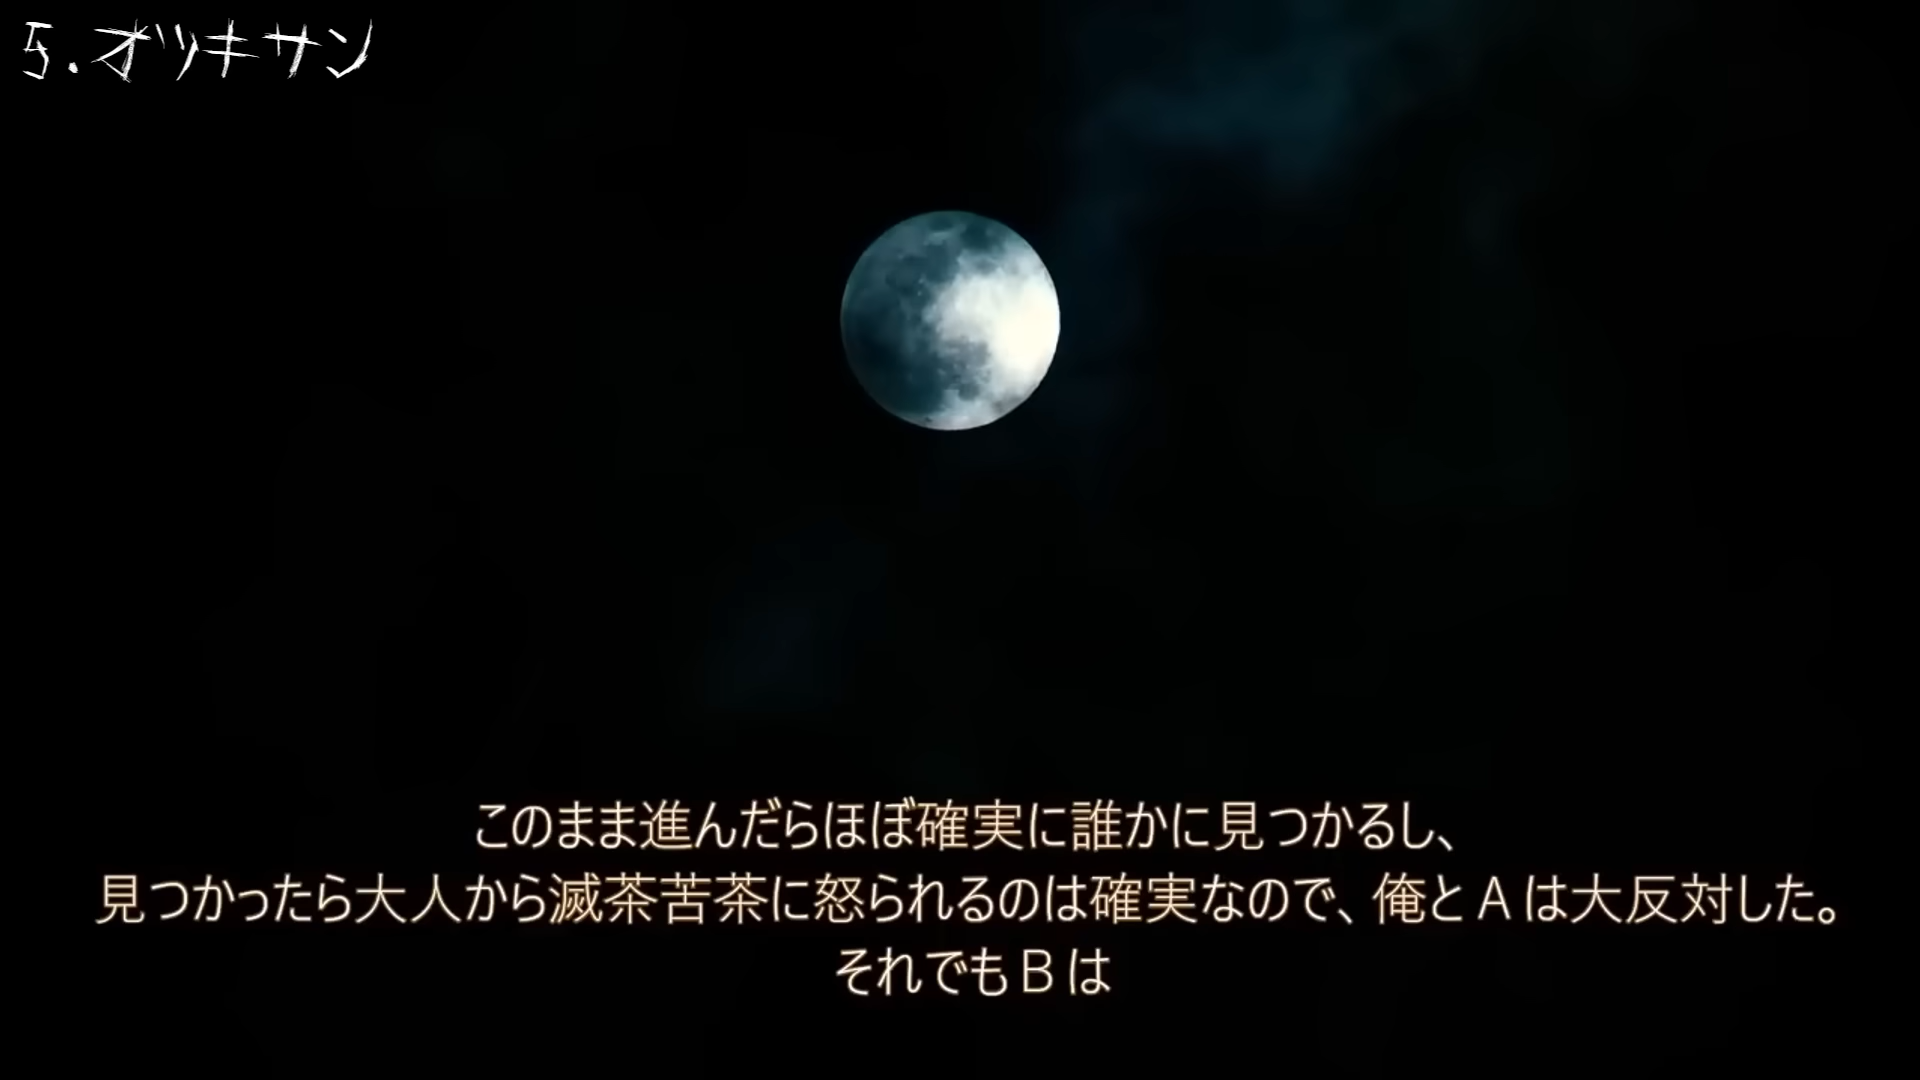 5.オツキサン
このまま進んだらほぼ確実に誰かに見つかるし、
見つかったら大人から滅茶苦茶に怒られるのは確実なので、俺とAは大反対した。
それでもBは